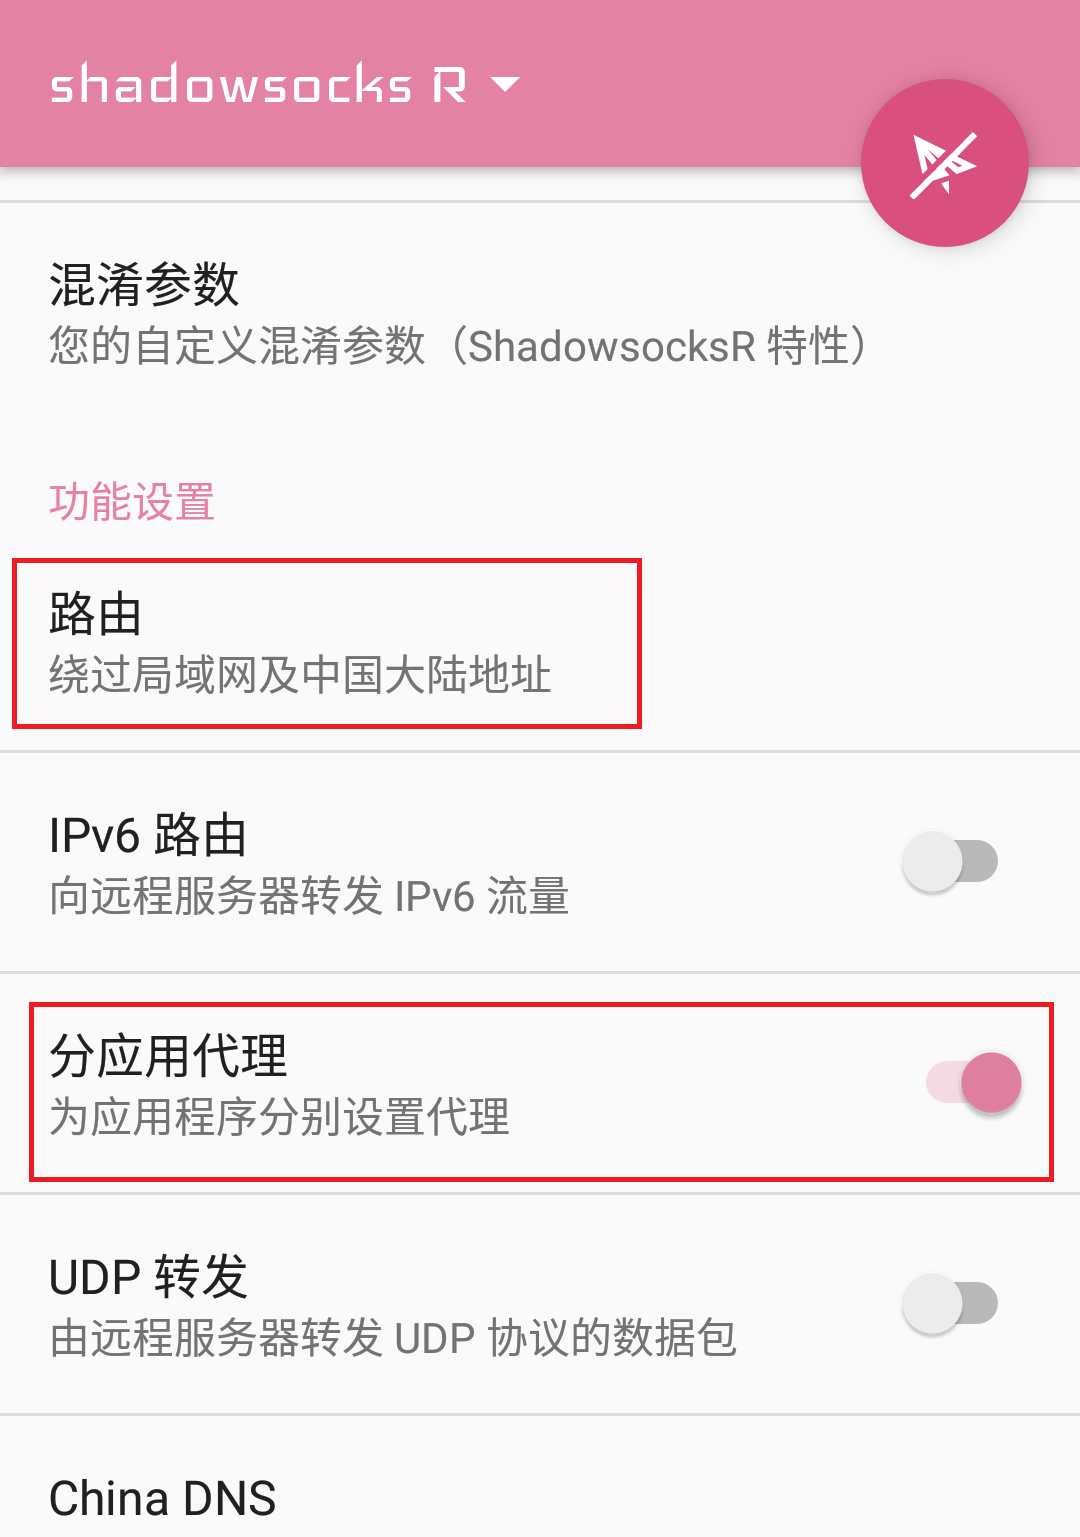 shadowsocks R
混淆参数
您的自定义混淆参数（ShadowsocksR 特性）
功能设置
路由
绕过局域网及中国大陆地址
IPv6 路由
向远程服务器转发 IPv6 流量
分应用代理
为应用程序分别设置代理
UDP 转发
由远程服务器转发 UDP 协议的数据包
China DNS